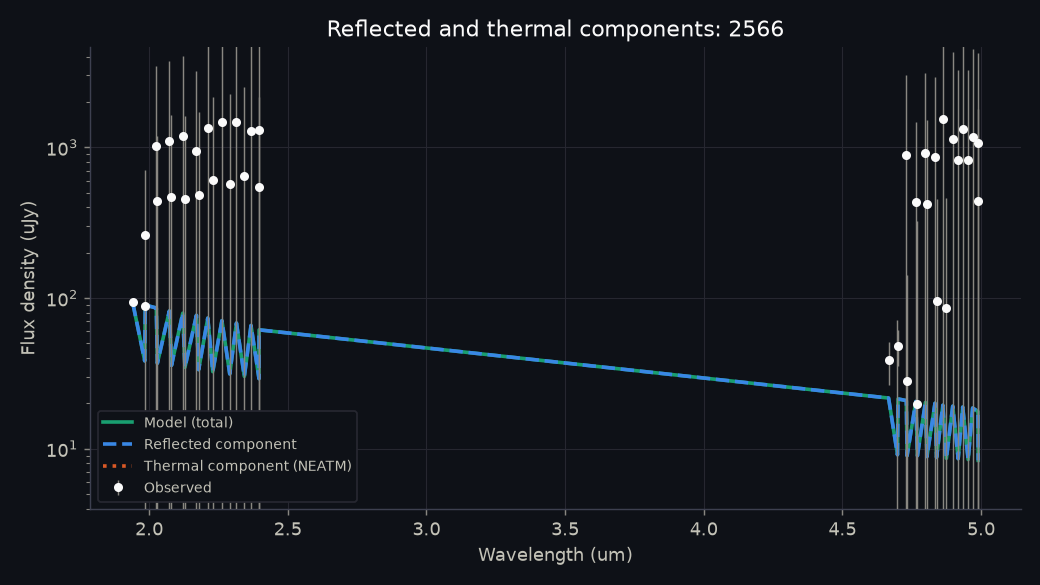 Reflected and thermal components: 2566
Flux density (uJy)
10³
10²
10¹
Model (total)
Reflected component
Thermal component (NEATM)
Observed
2.0 2.5 3.0 3.5 4.0 4.5 5.0
Wavelength (um)